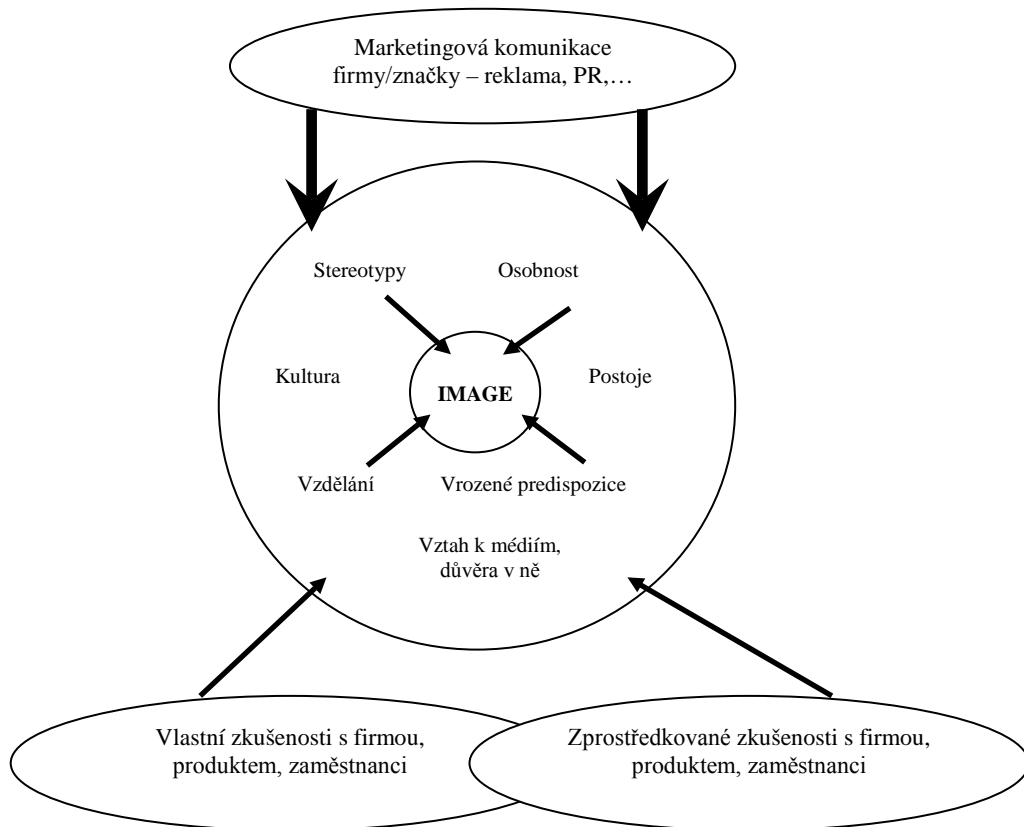 Marketingová komunikace
firmy/značky – reklama, PR,…
Stereotypy
Osobnost
Kultura
IMAGE
Postoje
Vzdělání
Vrozené predispozice
Vztah k médiím,
důvěra v ně
Vlastní zkušenosti s firmou,
produktem, zaměstnanci
Zprostředkované zkušenosti s firmou,
produktem, zaměstnanci